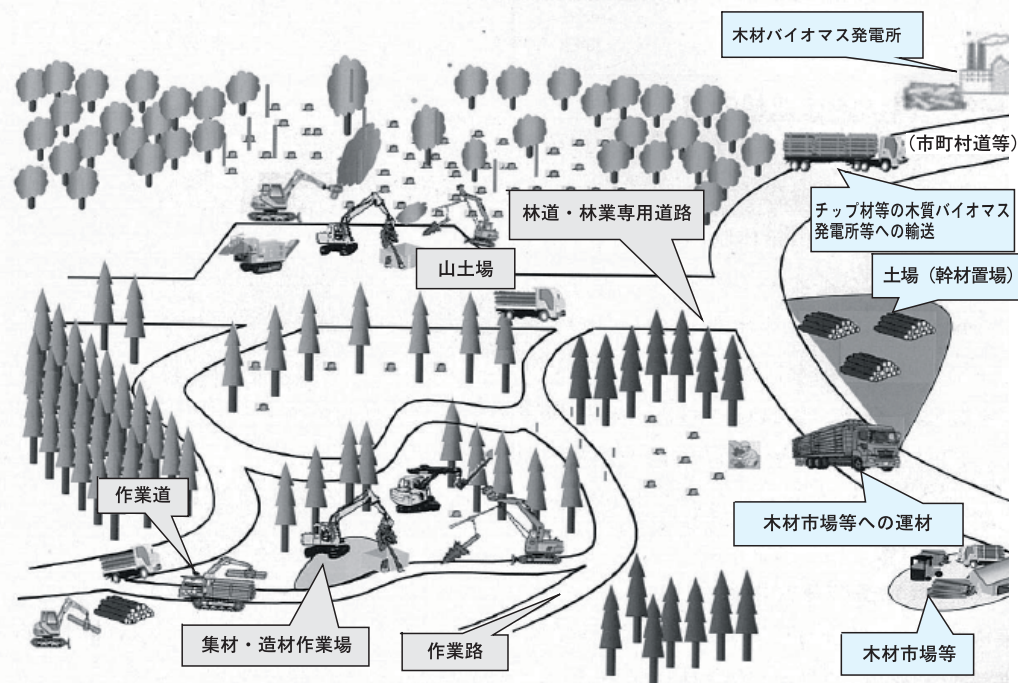 木材バイオマス発電所
(市町村道等)
林道・林業専用道路
チップ材等の木質バイオマス
発電所等への輸送
山土場
土場（幹材置場）
作業道
木材市場等への運材
集材・造材作業場
作業路
木材市場等